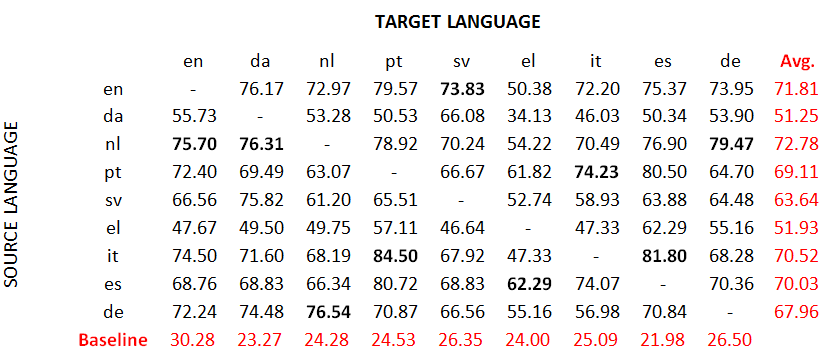 TARGET LANGUAGE
SOURCE LANGUAGE
en da nl pt sv el it es de Avg.
en - 76.17 72.97 79.57 73.83 50.38 72.20 75.37 73.95 71.81
da 55.73 - 53.28 50.53 66.08 34.13 46.03 50.34 53.90 51.25
nl 75.70 76.31 - 78.92 70.24 54.22 70.49 76.90 79.47 72.78
pt 72.40 69.49 63.07 - 66.67 61.82 74.23 80.50 64.70 69.11
sv 66.56 75.82 61.20 65.51 - 52.74 58.93 63.88 64.48 63.64
el 47.67 49.50 49.75 57.11 46.64 - 47.33 62.29 55.16 51.93
it 74.50 71.60 68.19 84.50 67.92 47.33 - 81.80 68.28 70.52
es 68.76 68.83 66.34 80.72 68.83 62.29 74.07 - 70.36 70.03
de 72.24 74.48 76.54 70.87 66.56 55.16 56.98 70.84 - 67.96
Baseline 30.28 23.27 24.28 24.53 26.35 24.00 25.09 21.98 26.50